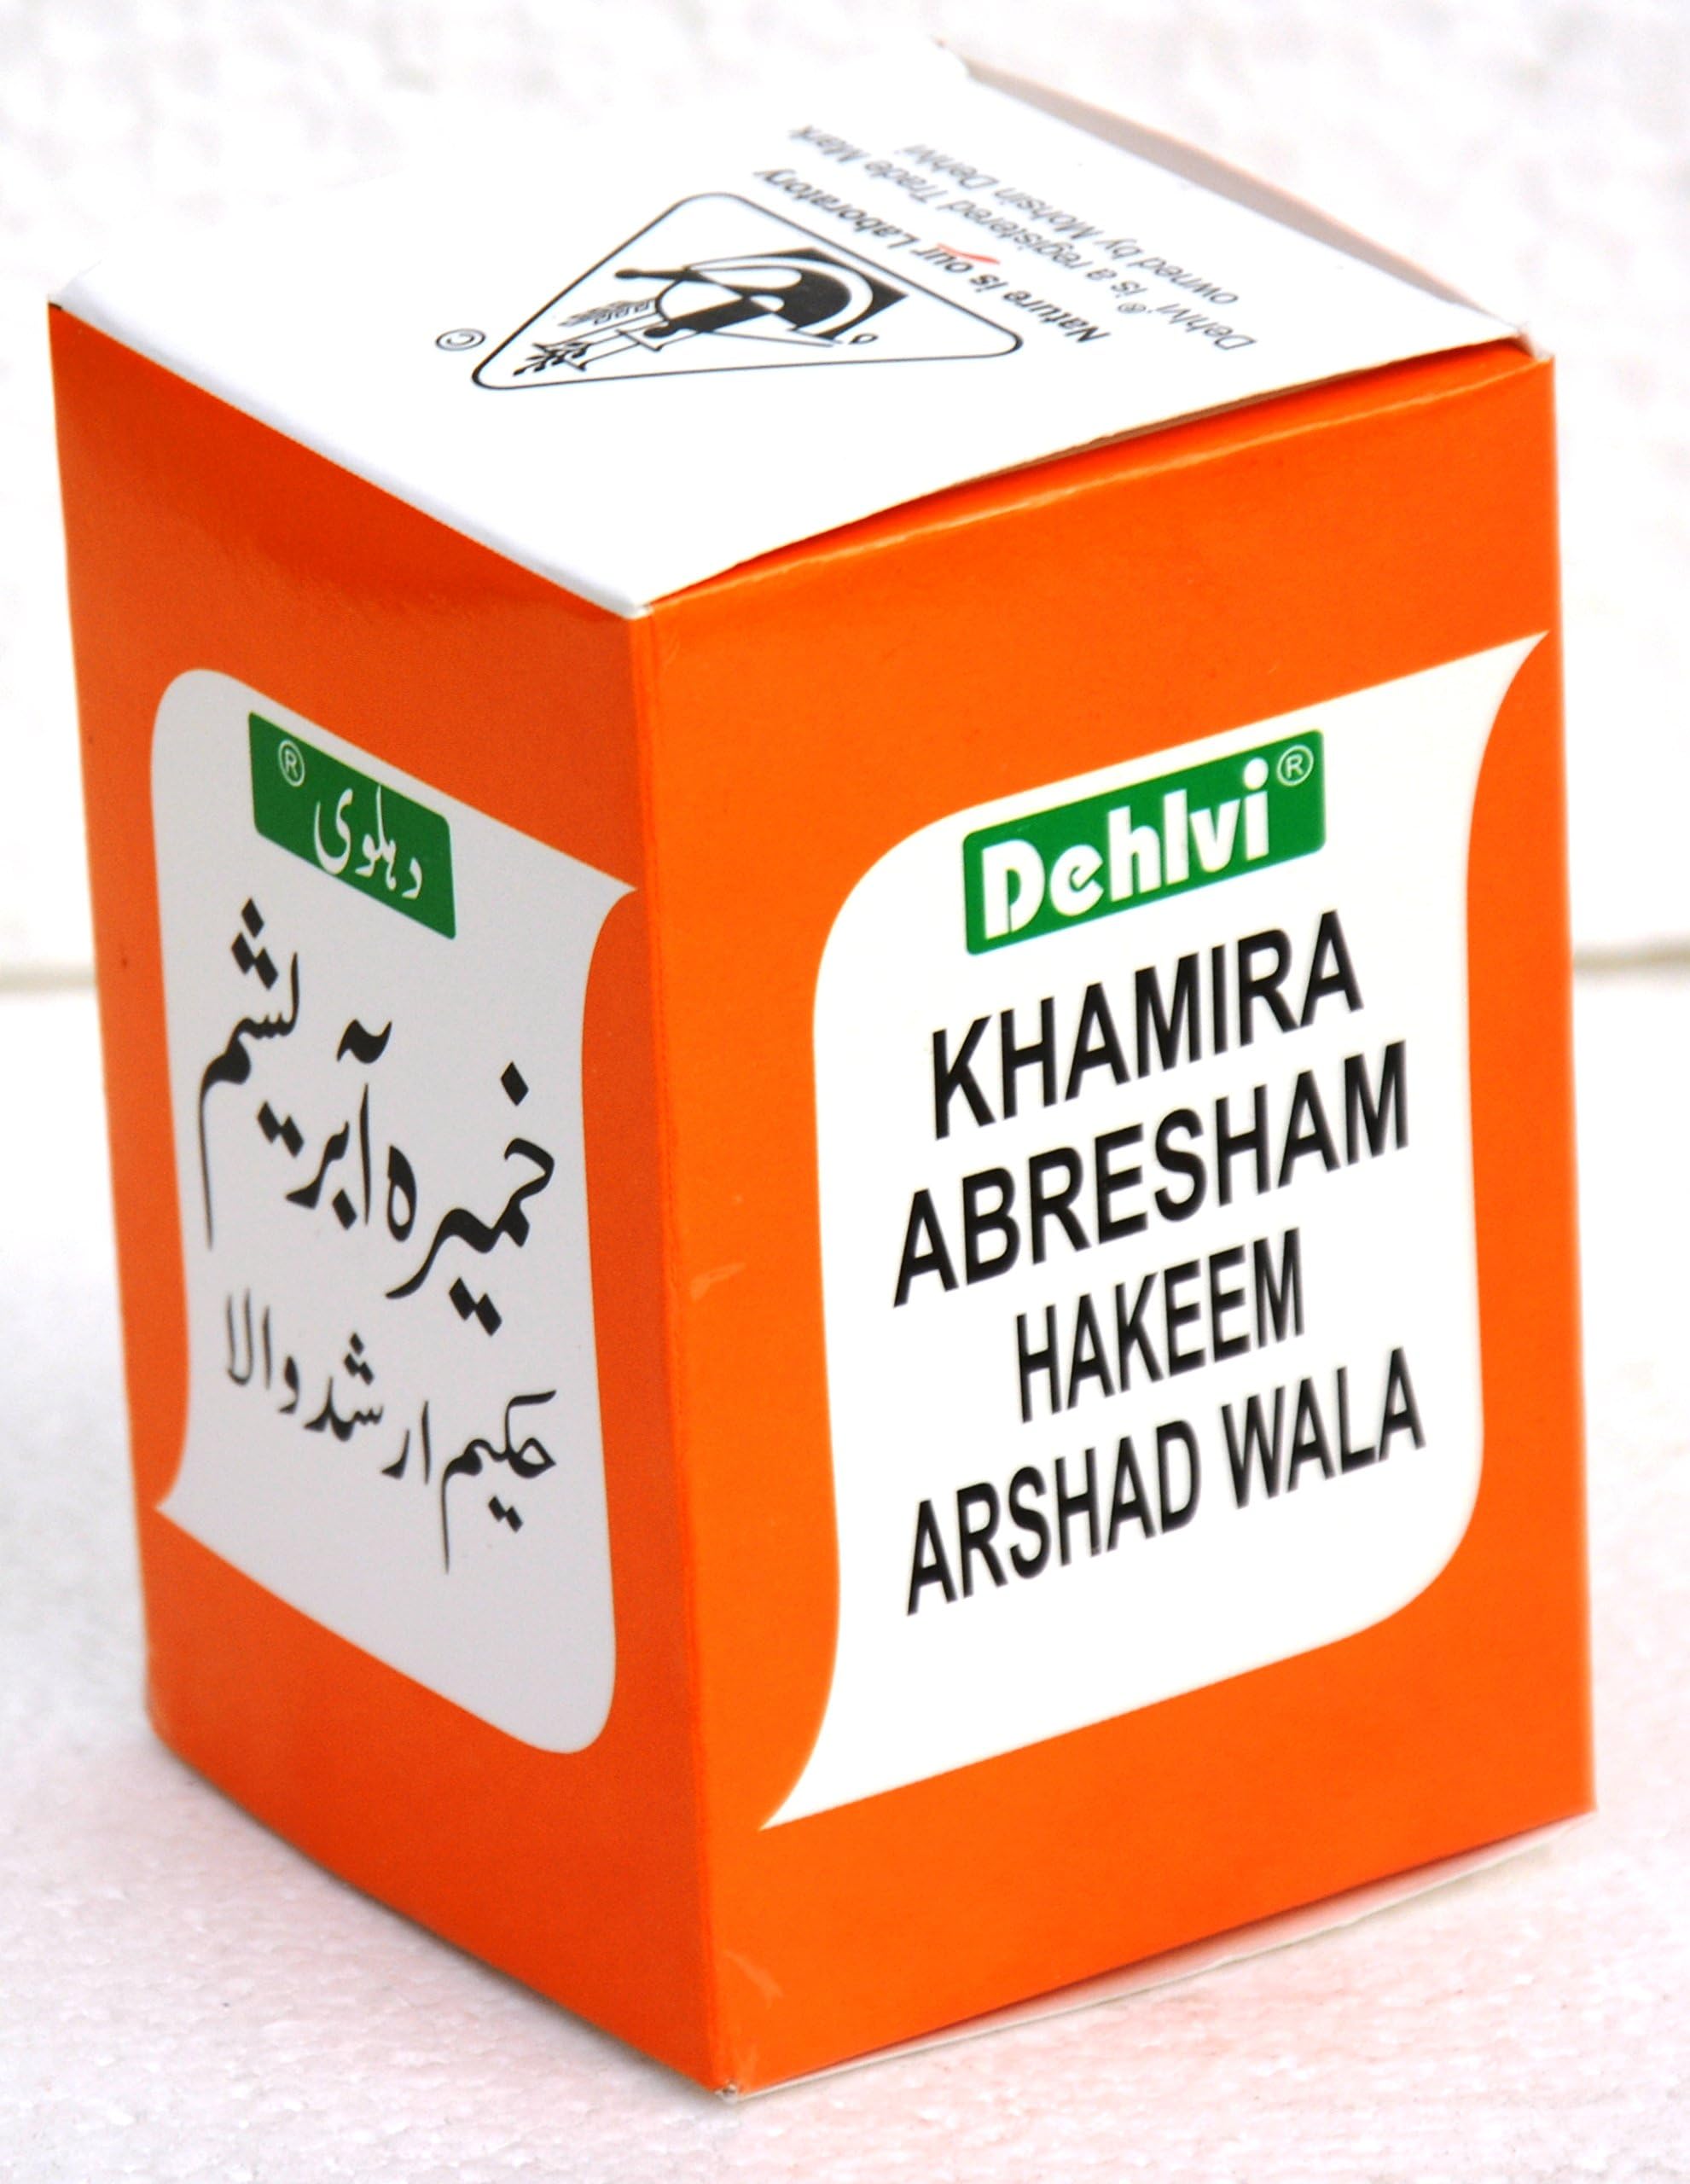 ©
Nature is our Laboratory
Dehlvi® is a registered Trade Mark
owned by Mohsin Dehlvi
دہلوی ®
خمیرہ آبریشم
حکیم ارشد والا
Dehlvi®
KHAMIRA
ABRESHAM
HAKEEM
ARSHAD WALA